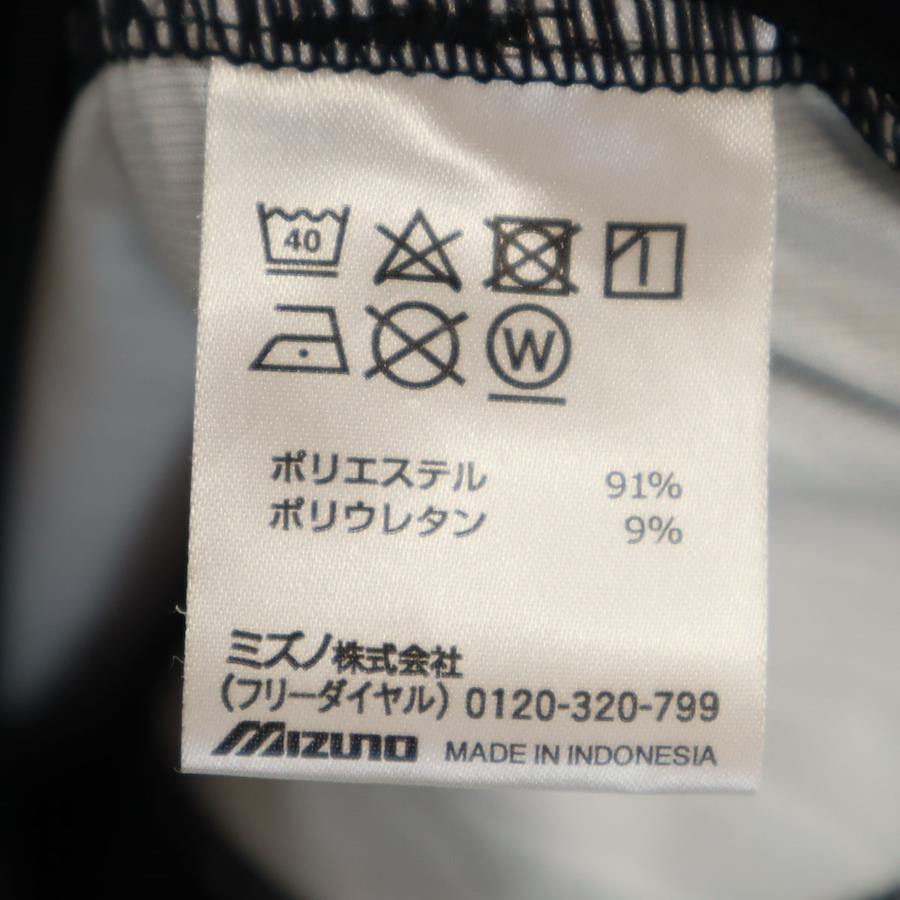 40
W
ポリエステル 91%
ポリウレタン 9%
ミズノ株式会社
(フリーダイヤル) 0120-320-799
MIZUNO MADE IN INDONESIA